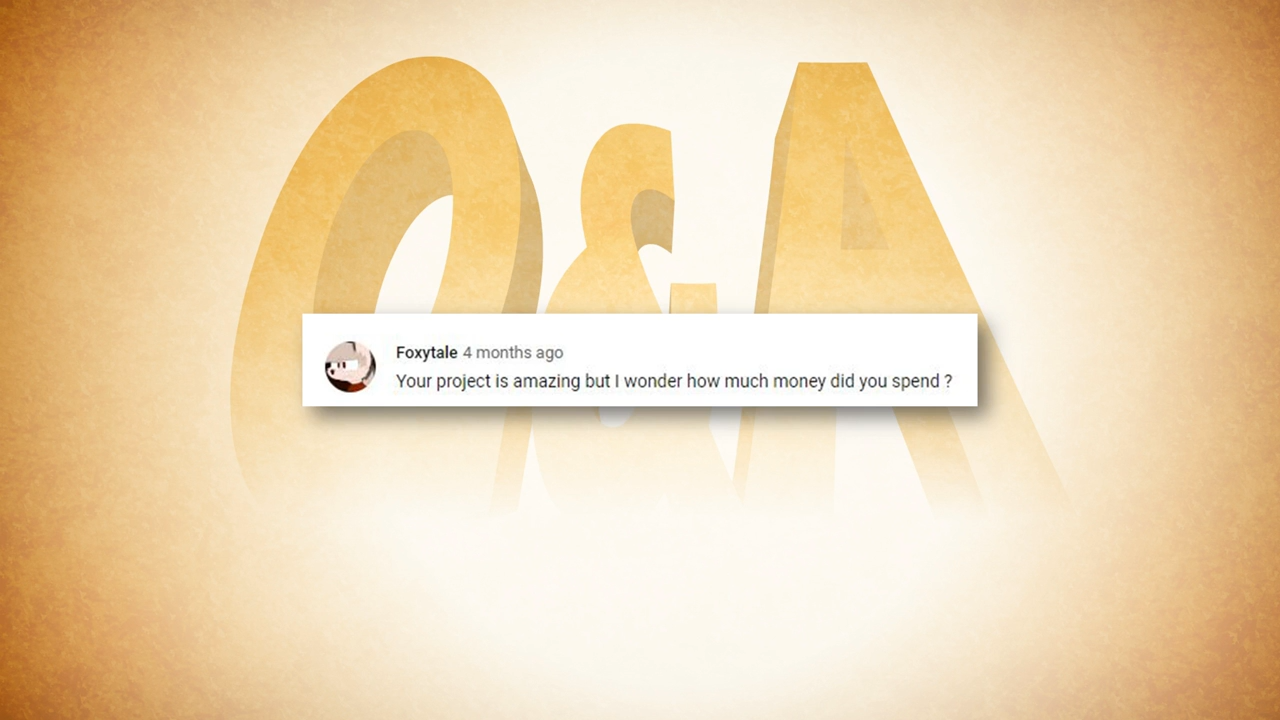 Q&A
Foxytale 4 months ago
Your project is amazing but I wonder how much money did you spend ?